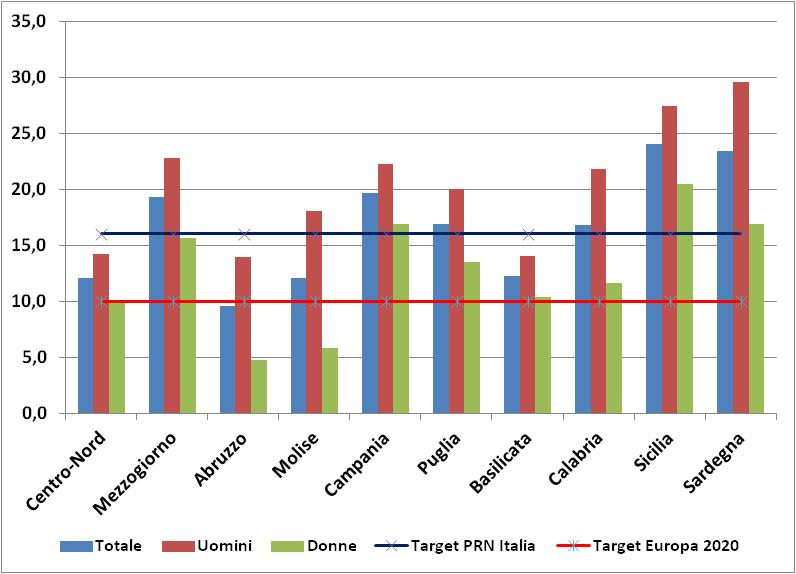 35,0
30,0
25,0
20,0
15,0
10,0
5,0
0,0
Centro-Nord
Mezzogiorno
Abruzzo
Molise
Campania
Puglia
Basilicata
Calabria
Sicilia
Sardegna
Totale Uomini Donne Target PRN Italia Target Europa 2020